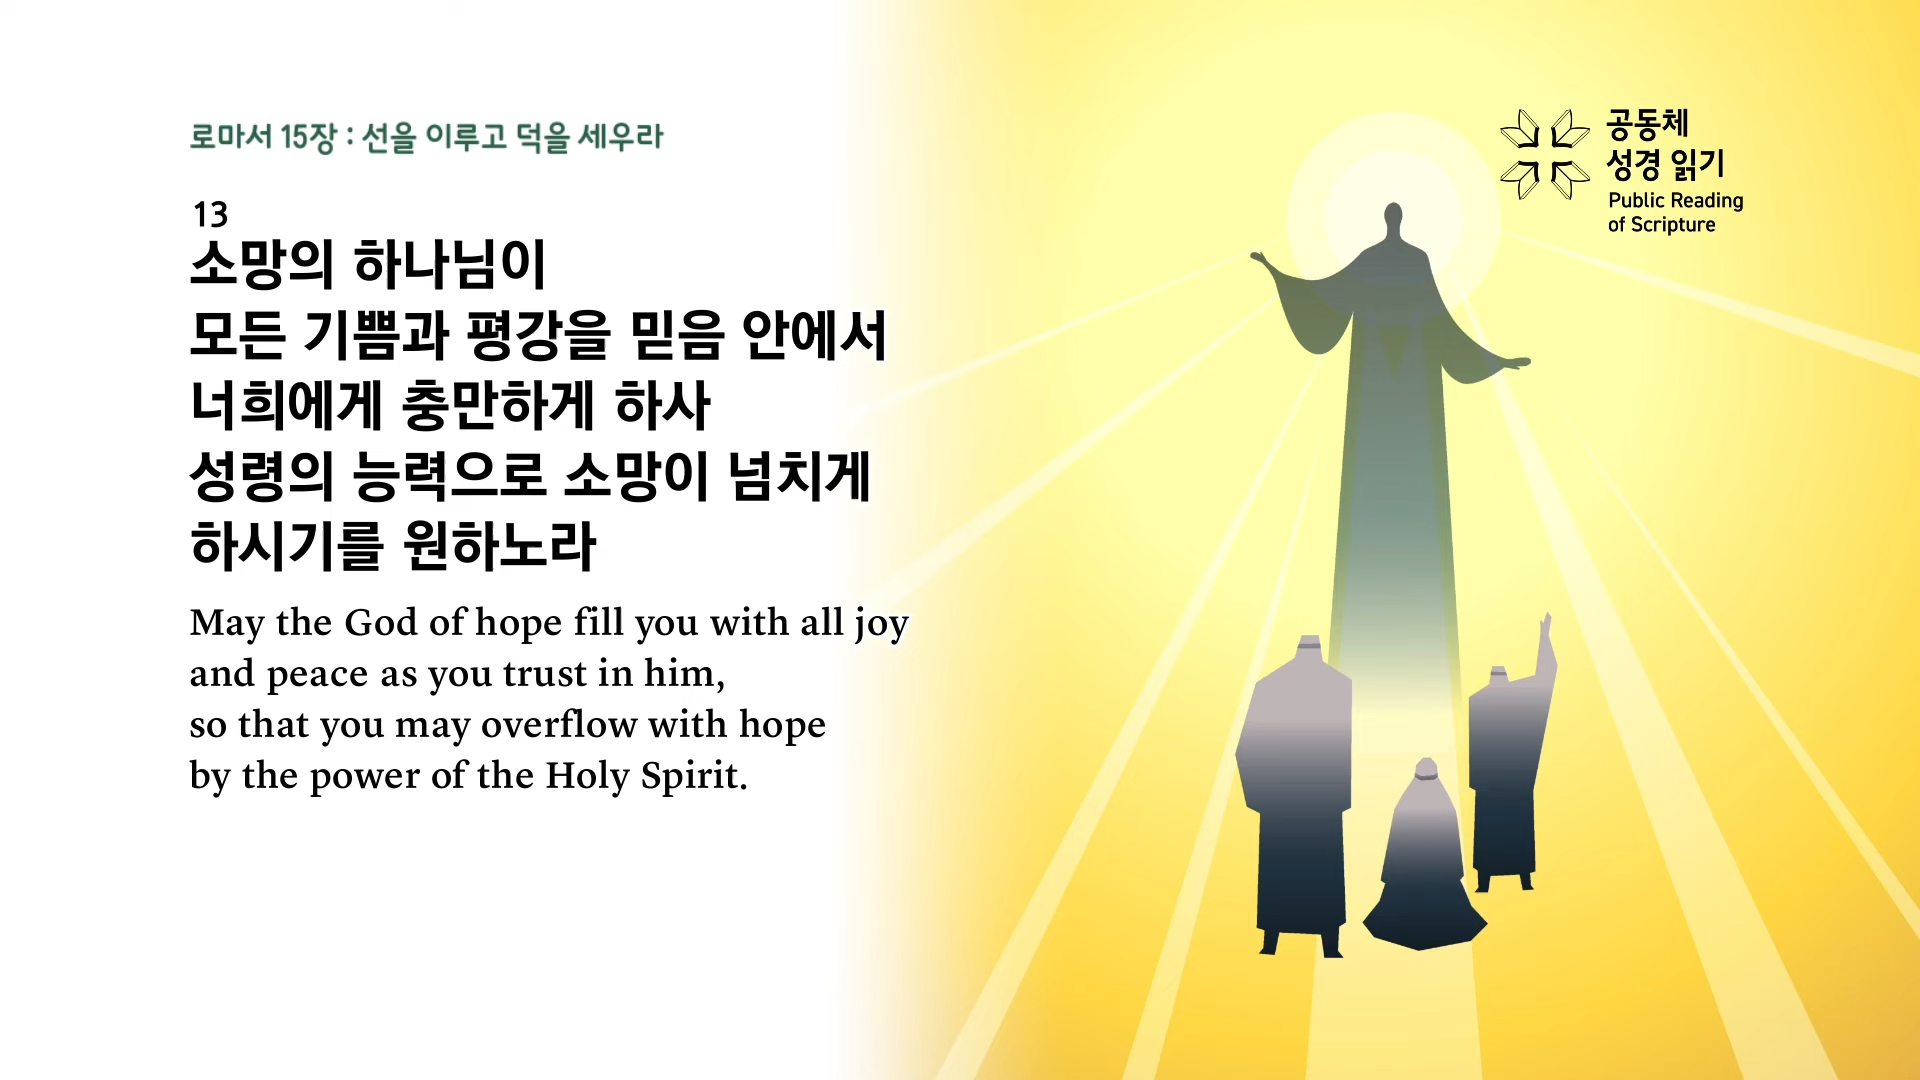 로마서 15장 : 선을 이루고 덕을 세우라
13
소망의 하나님이
모든 기쁨과 평강을 믿음 안에서
너희에게 충만하게 하사
성령의 능력으로 소망이 넘치게
하시기를 원하노라
May the God of hope fill you with all joy
and peace as you trust in him,
so that you may overflow with hope
by the power of the Holy Spirit.
공동체
성경 읽기
Public Reading
of Scripture